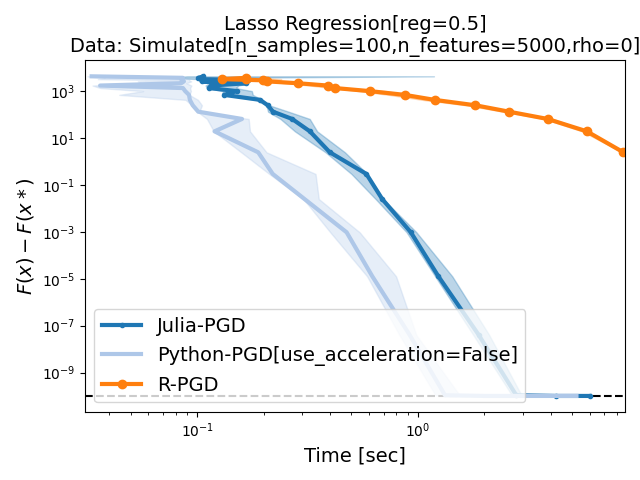 Lasso Regression[reg=0.5]
Data: Simulated[n_samples=100,n_features=5000,rho=0]
10³
10¹
10⁻¹
10⁻³
10⁻⁵
10⁻⁷
10⁻⁹
F(x) − F(x*)
Julia-PGD
Python-PGD[use_acceleration=False]
R-PGD
10⁻¹
10⁰
Time [sec]